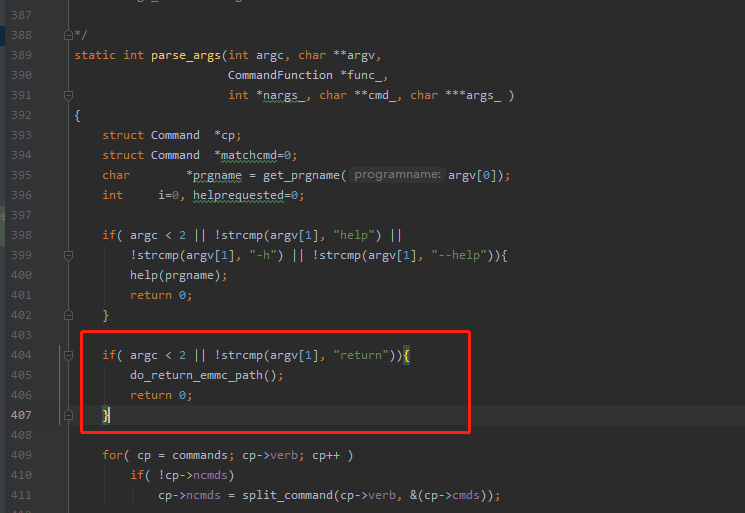 387
388 */
389 static int parse_args(int argc, char **argv,
390 CommandFunction *func_,
391 int *nargs_, char **cmd_, char ***args_ )
392 {
393 struct Command *cp;
394 struct Command *matchcmd=0;
395 char *prgname = get_prgname( programname: argv[0]);
396 int i=0, helprequested=0;
397
398 if( argc < 2 || !strcmp(argv[1], "help") ||
399 !strcmp(argv[1], "-h") || !strcmp(argv[1], "--help")){
400 help(prgname);
401 return 0;
402 }
403
404 if( argc < 2 || !strcmp(argv[1], "return")){
405 do_return_emmc_path();
406 return 0;
407 }
408
409 for( cp = commands; cp->verb; cp++ )
410 if( !cp->ncmds)
411 cp->ncmds = split_command(cp->verb, &(cp->cmds));